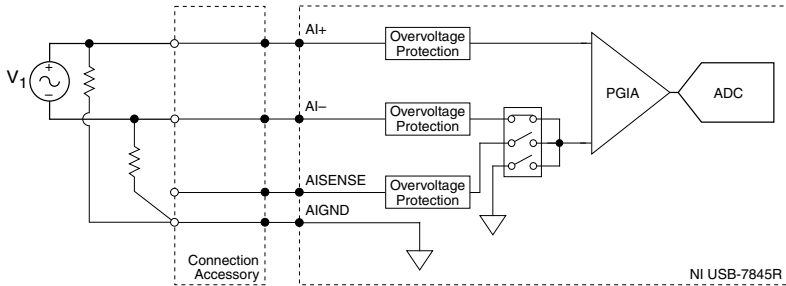 AI+
Overvoltage
Protection
V1
+
–
PGIA
ADC
AI–
Overvoltage
Protection
AISENSE
Overvoltage
Protection
AIGND
Connection
Accessory
NI USB-7845R